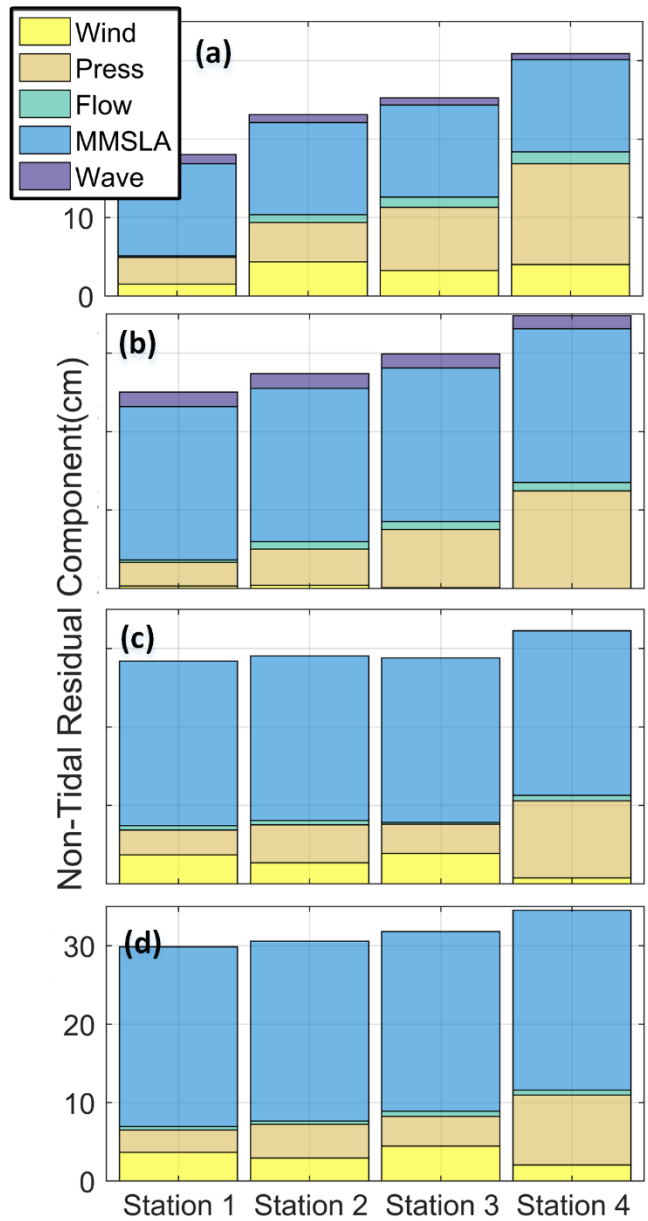 Wind
Press
Flow
MMSLA
Wave
(a)
10
0
(b)
(c)
(d)
30
20
10
0
Non-Tidal Residual Component(cm)
Station 1 Station 2 Station 3 Station 4